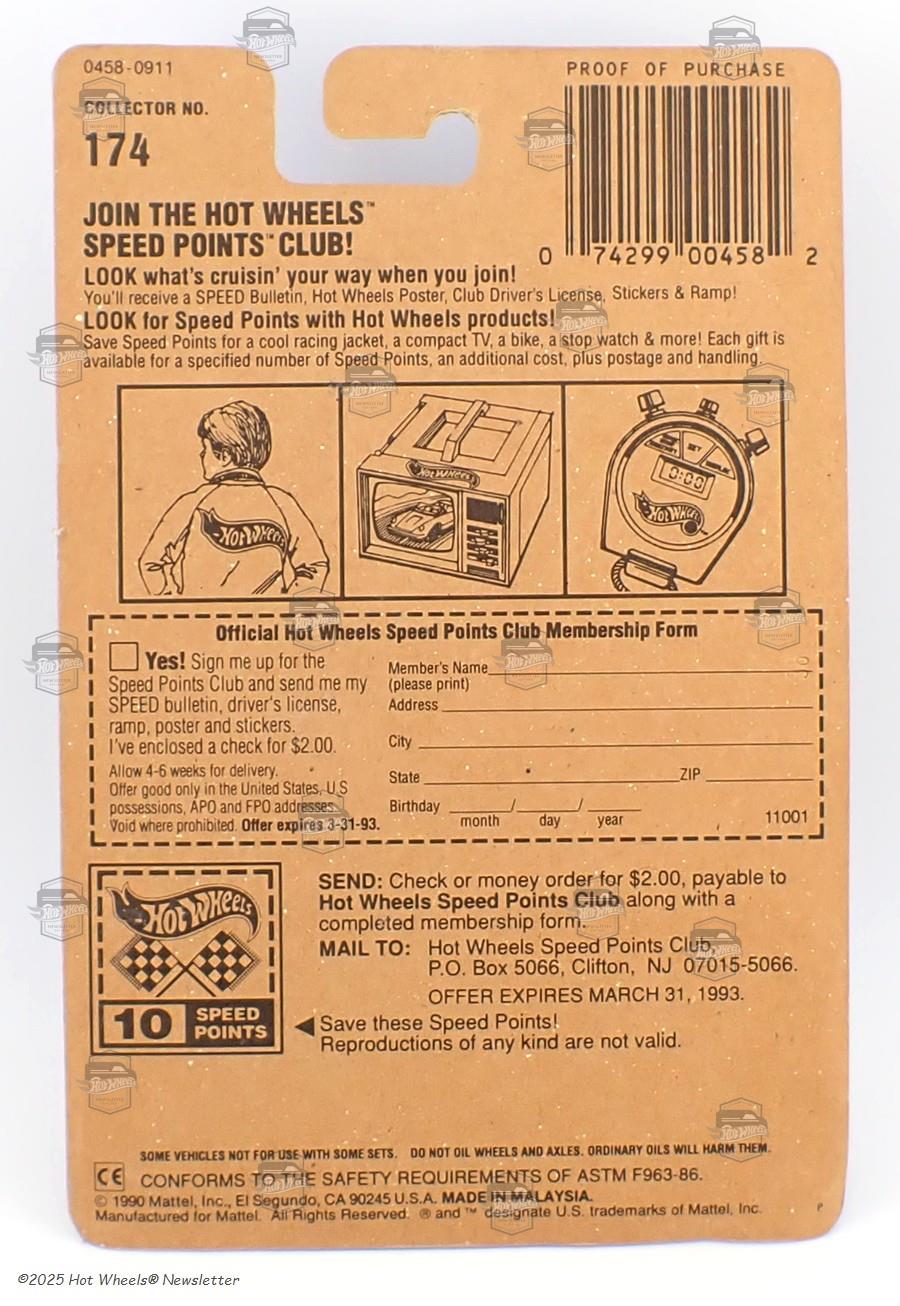 0458-0911
PROOF OF PURCHASE
COLLECTOR NO.
174
0 74299 00458 2
JOIN THE HOT WHEELS™
SPEED POINTS™ CLUB!
LOOK what's cruisin' your way when you join!
You'll receive a SPEED Bulletin, Hot Wheels Poster, Club Driver's License, Stickers & Ramp!
LOOK for Speed Points with Hot Wheels products!
Save Speed Points for a cool racing jacket, a compact TV, a bike, a stop watch & more! Each gift is
available for a specified number of Speed Points, an additional cost, plus postage and handling.
HOT WHEELS
HOT WHEELS
SET
0:00
HOT WHEELS
Official Hot Wheels Speed Points Club Membership Form
Yes! Sign me up for the
Speed Points Club and send me my
SPEED bulletin, driver's license,
ramp, poster and stickers.
I've enclosed a check for $2.00.
Allow 4-6 weeks for delivery.
Offer good only in the United States, U.S
possessions, APO and FPO addresses.
Void where prohibited. Offer expires 3-31-93.
Member's Name
(please print)
Address
City
State ZIP
Birthday / /
month day year
11001
HOT WHEELS
10 SPEED
POINTS
SEND: Check or money order for $2.00, payable to
Hot Wheels Speed Points Club along with a
completed membership form.
MAIL TO: Hot Wheels Speed Points Club,
P.O. Box 5066, Clifton, NJ 07015-5066.
OFFER EXPIRES MARCH 31, 1993.
◀ Save these Speed Points!
Reproductions of any kind are not valid.
SOME VEHICLES NOT FOR USE WITH SOME SETS. DO NOT OIL WHEELS AND AXLES. ORDINARY OILS WILL HARM THEM.
CE CONFORMS TO THE SAFETY REQUIREMENTS OF ASTM F963-86.
© 1990 Mattel, Inc., El Segundo, CA 90245 U.S.A. MADE IN MALAYSIA.
Manufactured for Mattel. All Rights Reserved. ® and ™ designate U.S. trademarks of Mattel, Inc.
P
©2025 Hot Wheels® Newsletter